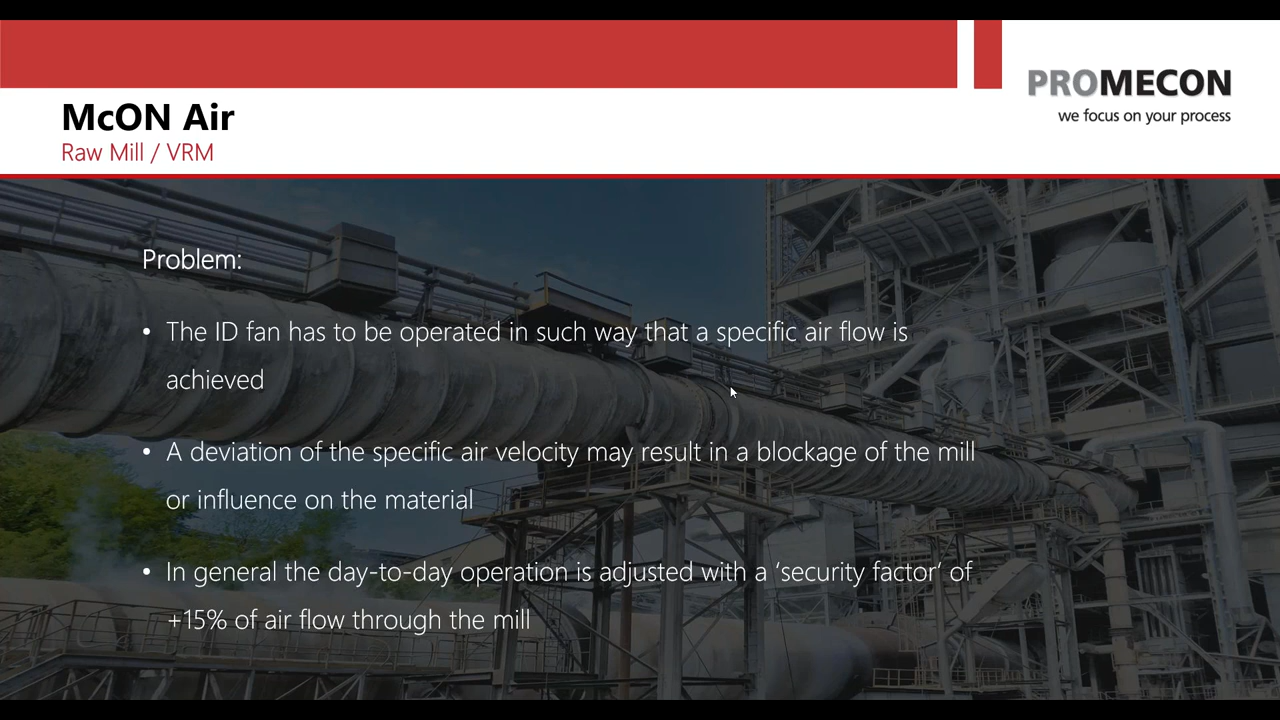 PROMECON
we focus on your process
McON Air
Raw Mill / VRM
Problem:
• The ID fan has to be operated in such way that a specific air flow is
achieved
• A deviation of the specific air velocity may result in a blockage of the mill
or influence on the material
• In general the day-to-day operation is adjusted with a ‘security factor’ of
+15% of air flow through the mill